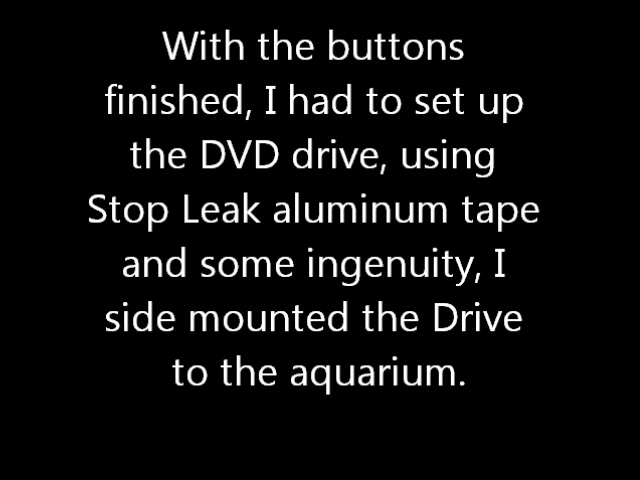 With the buttons
finished, I had to set up
the DVD drive, using
Stop Leak aluminum tape
and some ingenuity, I
side mounted the Drive
to the aquarium.